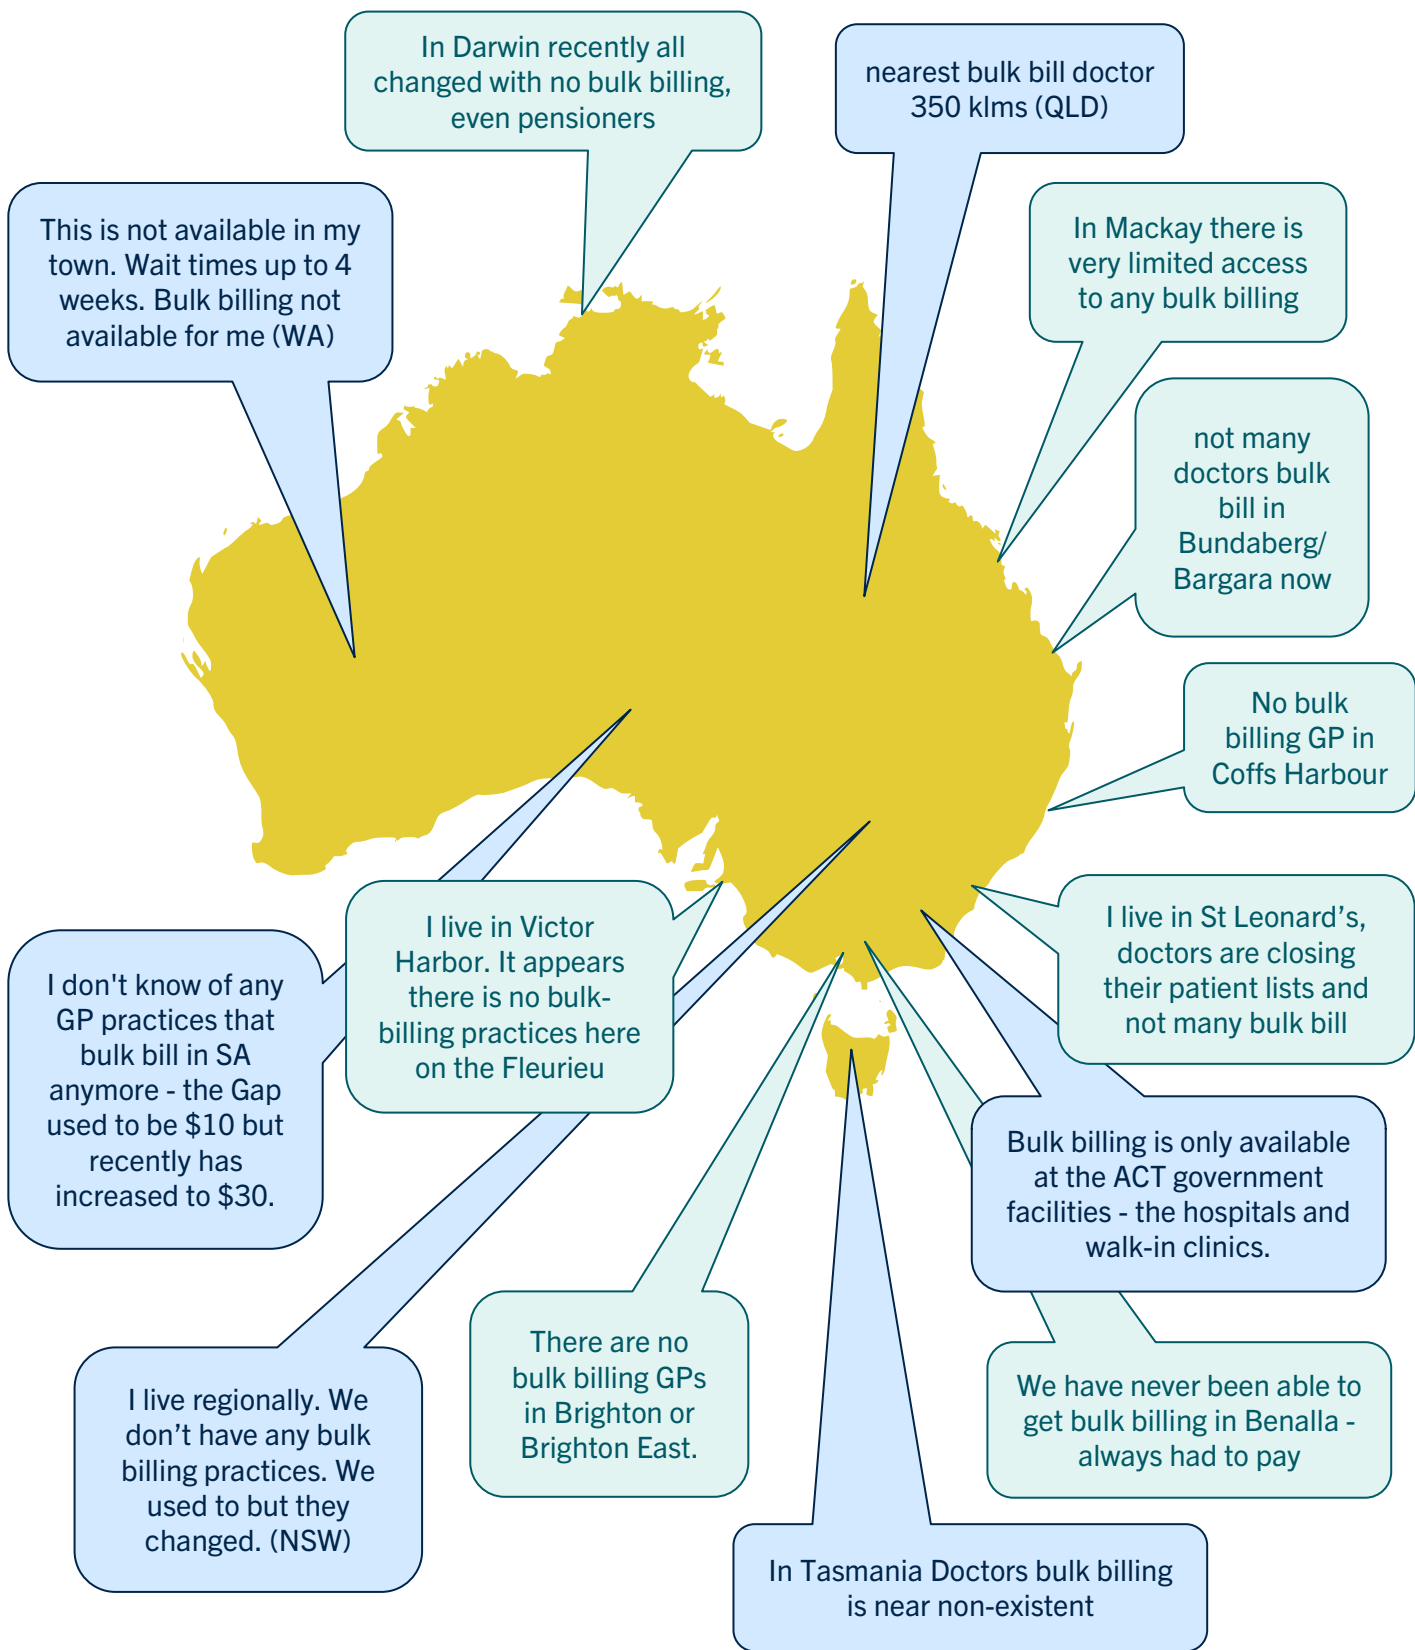 In Darwin recently all
changed with no bulk billing,
even pensioners
nearest bulk bill doctor
350 klms (QLD)
This is not available in my
town. Wait times up to 4
weeks. Bulk billing not
available for me (WA)
In Mackay there is
very limited access
to any bulk billing
not many
doctors bulk
bill in
Bundaberg/
Bargara now
No bulk
billing GP in
Coffs Harbour
I live in Victor
Harbor. It appears
there is no bulk-
billing practices here
on the Fleurieu
I live in St Leonard’s,
doctors are closing
their patient lists and
not many bulk bill
I don't know of any
GP practices that
bulk bill in SA
anymore - the Gap
used to be $10 but
recently has
increased to $30.
Bulk billing is only available
at the ACT government
facilities - the hospitals and
walk-in clinics.
There are no
bulk billing GPs
in Brighton or
Brighton East.
We have never been able to
get bulk billing in Benalla -
always had to pay
I live regionally. We
don’t have any bulk
billing practices. We
used to but they
changed. (NSW)
In Tasmania Doctors bulk billing
is near non-existent